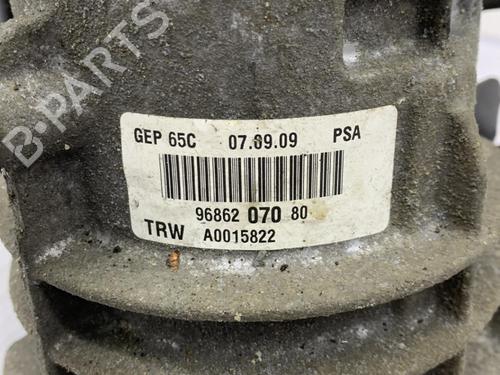 B-PARTS
GEP 65C 07.09.09 PSA
96862 070 80
TRW A0015822